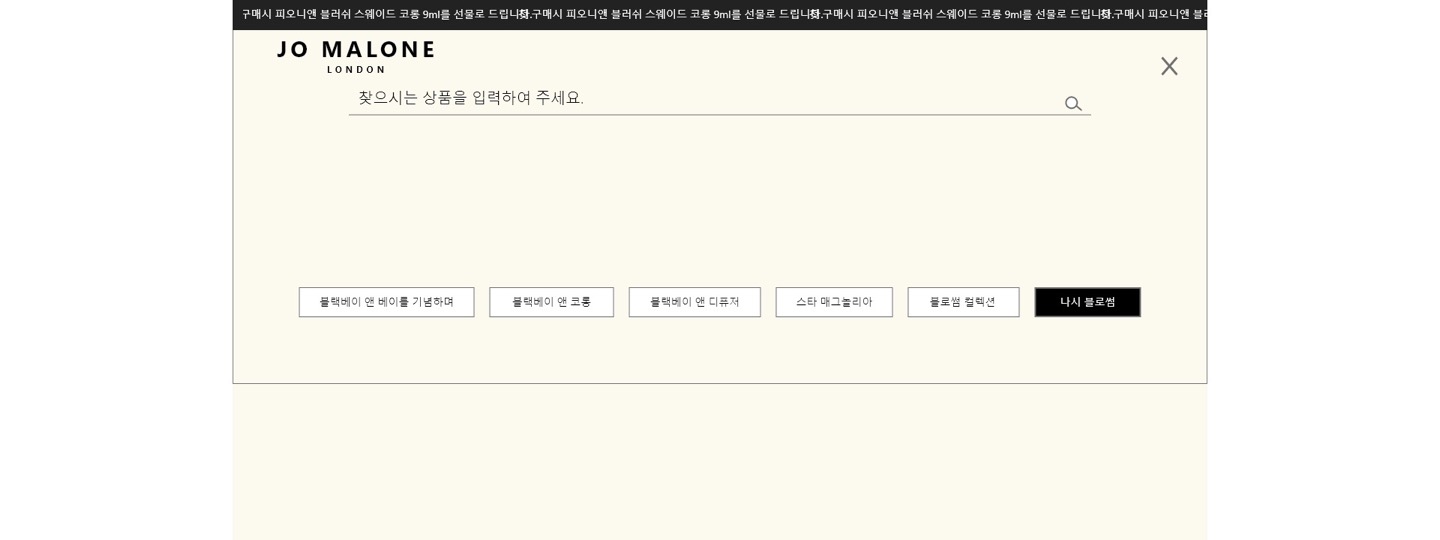 구매시 피오니앤 블러쉬 스웨이드 코롱 9ml를 선물로 드립니다. 구매시 피오니앤 블러쉬 스웨이드 코롱 9ml를 선물로 드립니다. 구매시 피오니앤 블러쉬 스웨이드 코롱 9ml를 선물로 드립니다. 구매시 피오니앤
JO MALONE
LONDON
X
찾으시는 상품을 입력하여 주세요.
블랙베이 앤 베이를 기념하며 블랙베이 앤 코롱 블랙베이 앤 디퓨저 스타 매그놀리아 블로썸 컬렉션 나시 블로썸